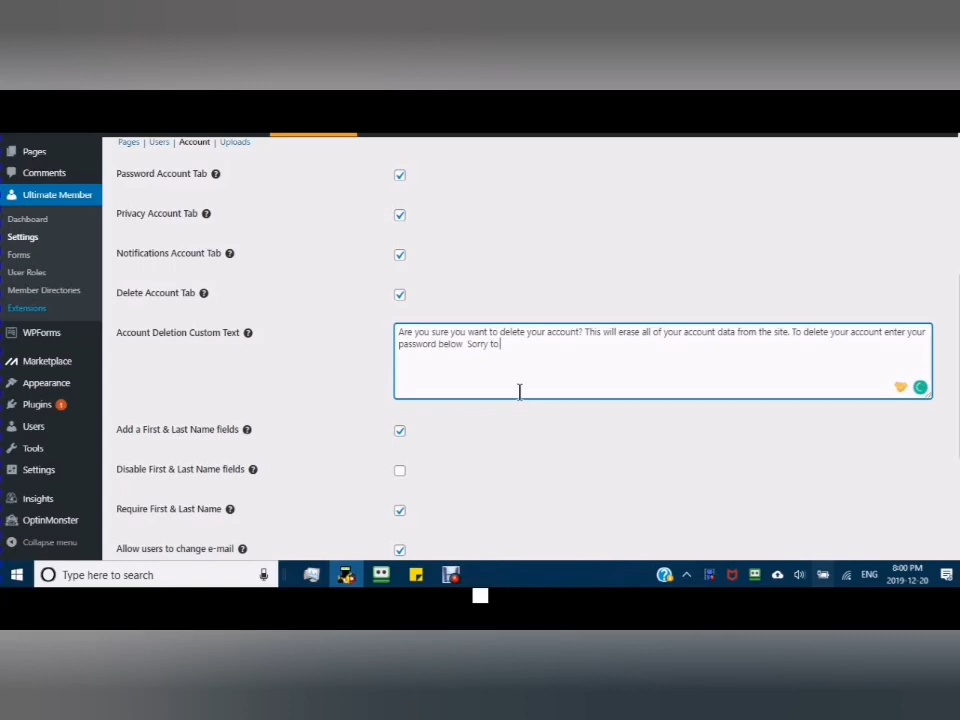 Pages | Users | Account | Uploads
Pages
Comments
Ultimate Member
Dashboard
Settings
Forms
User Roles
Member Directories
Extensions
WPForms
Marketplace
Appearance
Plugins 1
Users
Tools
Settings
Insights
OptinMonster
Collapse menu
Password Account Tab
Privacy Account Tab
Notifications Account Tab
Delete Account Tab
Account Deletion Custom Text
Are you sure you want to delete your account? This will erase all of your account data from the site. To delete your account enter your
password below  Sorry to
Add a First & Last Name fields
Disable First & Last Name fields
Require First & Last Name
Allow users to change e-mail
Type here to search
ENG
8:00 PM
2019-12-20